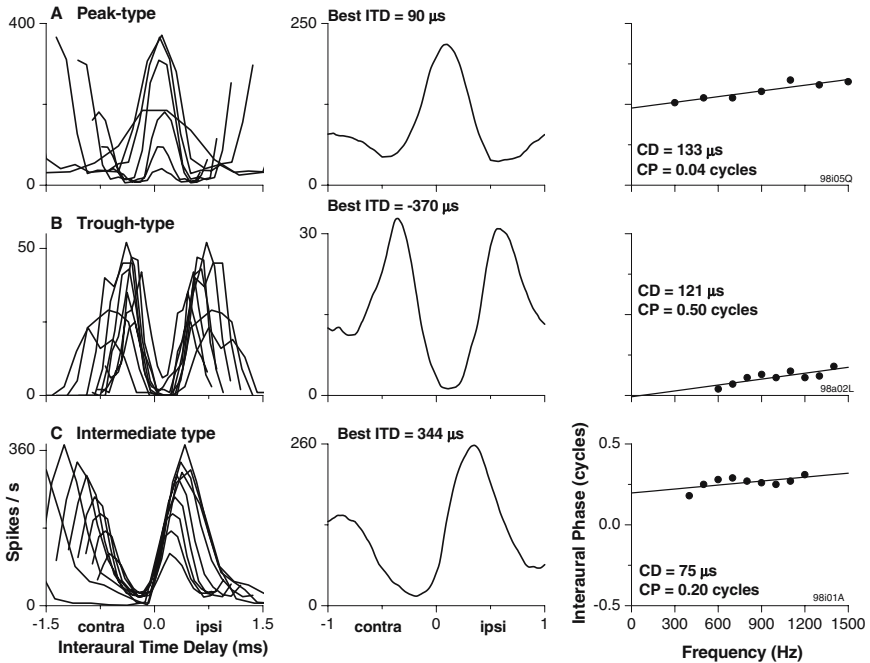 A Peak-type
Best ITD = 90 µs
400
200
0
250
0
CD = 133 µs
CP = 0.04 cycles
98i05Q
B Trough-type
Best ITD = -370 µs
50
25
0
30
0
CD = 121 µs
CP = 0.50 cycles
98a02L
C Intermediate type
Best ITD = 344 µs
360
0
Spikes / s
260
0
0.5
0.0
-0.5
Interaural Phase (cycles)
CD = 75 µs
CP = 0.20 cycles
98i01A
-1.5 contra 0.0 ipsi 1.5
Interaural Time Delay (ms)
-1 contra 0 ipsi 1
0 300 600 900 1200 1500
Frequency (Hz)